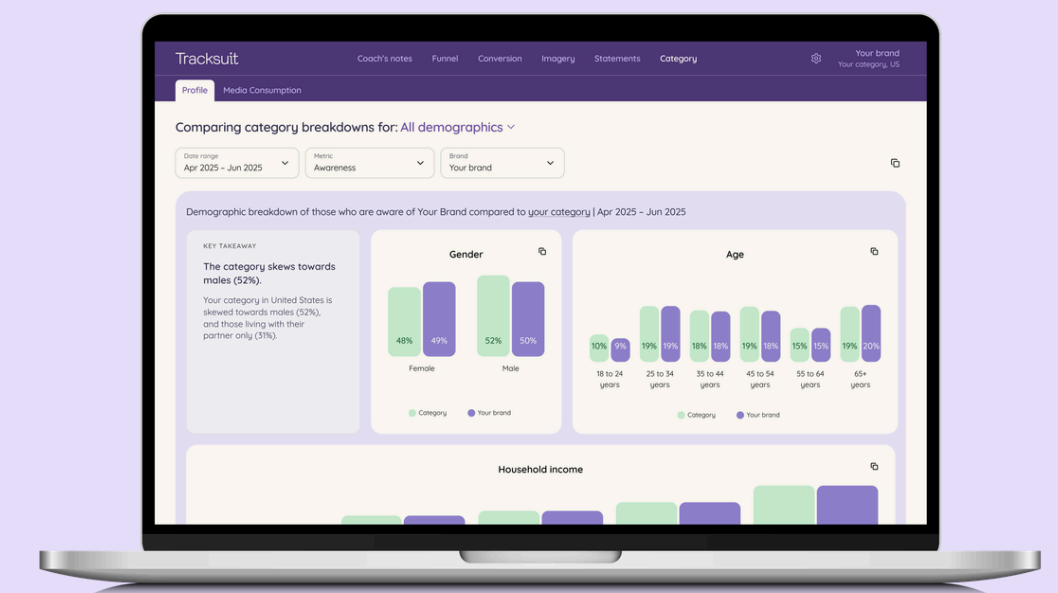 Tracksuit
Coach's notes
Funnel
Conversion
Imagery
Statements
Category
Your brand
Your category, US
Profile
Media Consumption
Comparing category breakdowns for: All demographics
Date range
Apr 2025 – Jun 2025
Metric
Awareness
Brand
Your brand
Demographic breakdown of those who are aware of Your Brand compared to your category | Apr 2025 – Jun 2025
KEY TAKEAWAY
The category skews towards
males (52%).
Your category in United States is
skewed towards males (52%),
and those living with their
partner only (31%).
Gender
48%
49%
52%
50%
Female
Male
Category
Your brand
Age
10%
9%
19%
19%
18%
18%
19%
18%
15%
15%
19%
20%
18 to 24
years
25 to 34
years
35 to 44
years
45 to 54
years
55 to 64
years
65+
years
Category
Your brand
Household income